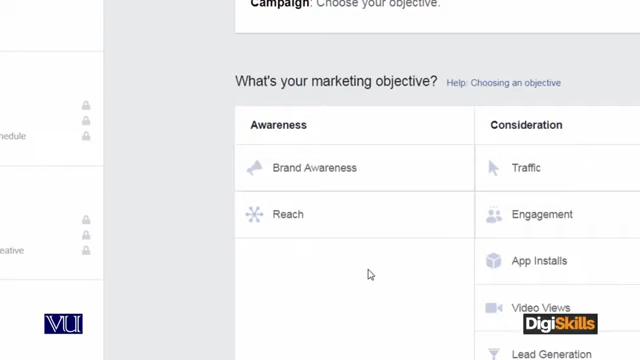 Campaign: Choose your objective.
What's your marketing objective? Help: Choosing an objective
Awareness
Consideration
Brand Awareness
Traffic
hedule
Reach
Engagement
eative
App Installs
Video Views
Lead Generation
VU
DigiSkills